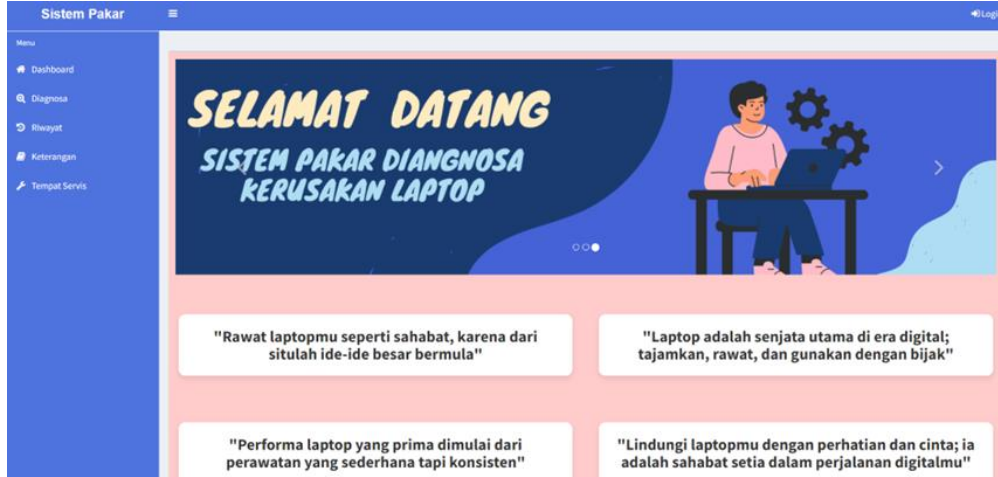 Sistem Pakar
Login
Menu
Dashboard
Diagnosa
Riwayat
Keterangan
Tempat Servis
SELAMAT DATANG
SISTEM PAKAR DIANGNOSA
KERUSAKAN LAPTOP
"Rawat laptopmu seperti sahabat, karena dari
situlah ide-ide besar bermula"
"Laptop adalah senjata utama di era digital;
tajamkan, rawat, dan gunakan dengan bijak"
"Performa laptop yang prima dimulai dari
perawatan yang sederhana tapi konsisten"
"Lindungi laptopmu dengan perhatian dan cinta; ia
adalah sahabat setia dalam perjalanan digitalmu"